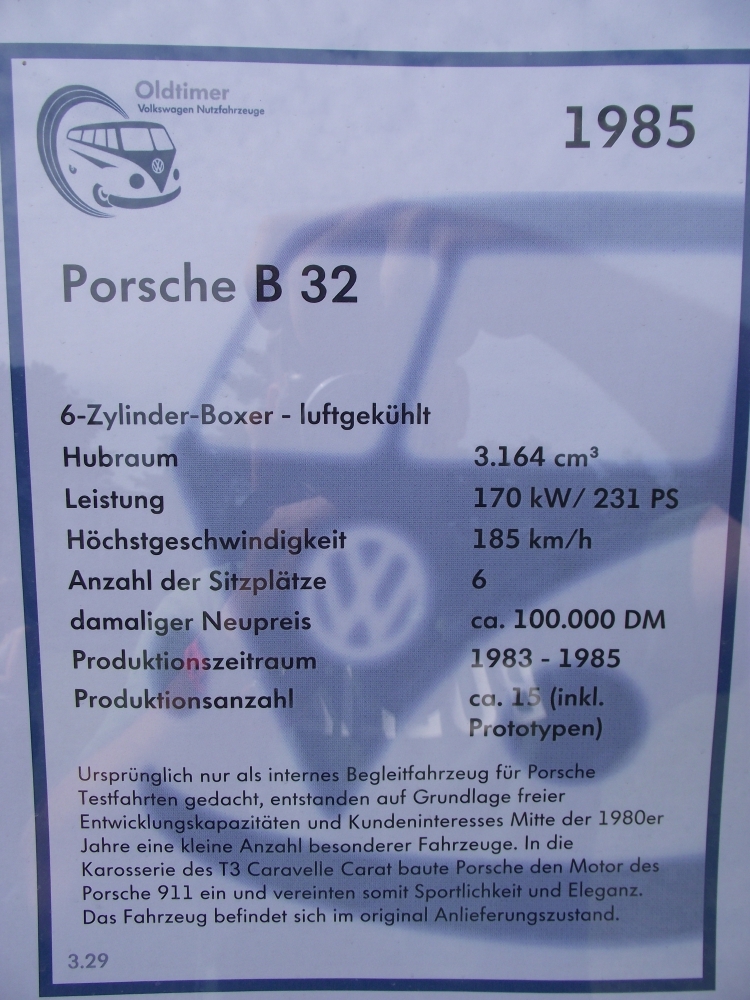 Oldtimer
Volkswagen Nutzfahrzeuge
1985
Porsche B 32
6-Zylinder-Boxer - luftgekühlt
Hubraum 3.164 cm³
Leistung 170 kW/ 231 PS
Höchstgeschwindigkeit 185 km/h
Anzahl der Sitzplätze 6
damaliger Neupreis ca. 100.000 DM
Produktionszeitraum 1983 - 1985
Produktionsanzahl ca. 15 (inkl.
Prototypen)
Ursprünglich nur als internes Begleitfahrzeug für Porsche
Testfahrten gedacht, entstanden auf Grundlage freier
Entwicklungskapazitäten und Kundeninteresses Mitte der 1980er
Jahre eine kleine Anzahl besonderer Fahrzeuge. In die
Karosserie des T3 Caravelle Carat baute Porsche den Motor des
Porsche 911 ein und vereinten somit Sportlichkeit und Eleganz.
Das Fahrzeug befindet sich im original Anlieferungszustand.
3.29